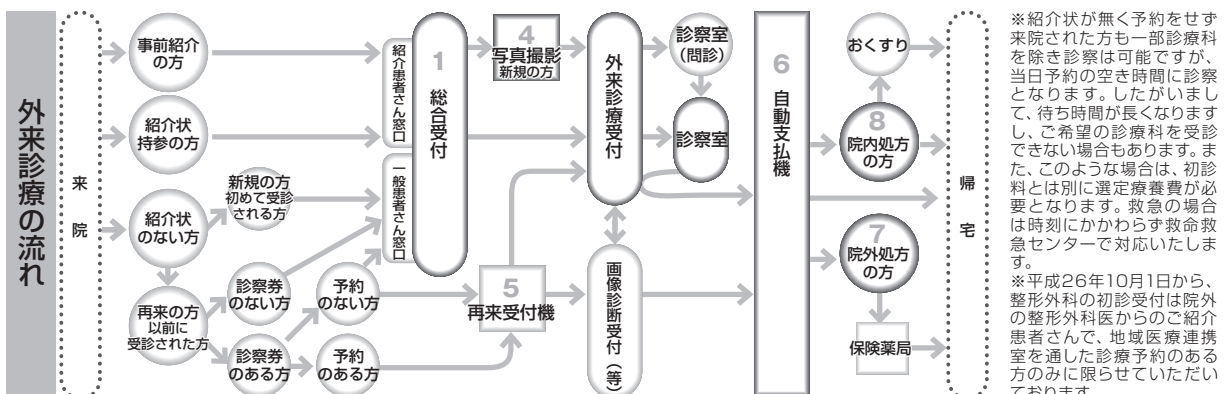 外来診療の流れ
来院
事前紹介
の方
紹介状
持参の方
紹介状
のない方
新規の方
初めて受診
される方
再来の方
以前に
受診された方
診察券
のない方
診察券
のある方
予約
のない方
予約
のある方
紹介患者さん窓口
一般患者さん窓口
1
総合受付
4
写真撮影
新規の方
5
再来受付機
外来診療受付
画像診断受付(等)
診察室
(問診)
診察室
6
自動支払機
おくすり
8
院内処方
の方
7
院外処方
の方
保険薬局
帰宅
※紹介状が無く予約をせず
来院された方も一部診療科
を除き診察は可能ですが、
当日予約の空き時間に診察
となります。したがいまし
て、待ち時間が長くなります
し、ご希望の診療科を受診
できない場合もあります。ま
た、このような場合は、初診
料とは別に選定療養費が必
要となります。救急の場合
は時刻にかかわらず救命救
急センターで対応いたしま
す。
※平成26年10月1日から、
整形外科の初診受付は院外
の整形外科医からのご紹介
患者さんで、地域医療連携
室を通した診療予約のある
方のみに限らせていただい
ております。